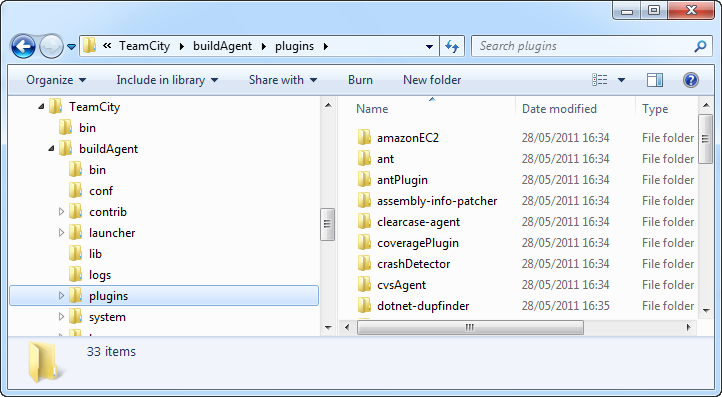 « TeamCity buildAgent plugins
Search plugins
Organize Include in library Share with Burn New folder
TeamCity
bin
buildAgent
bin
conf
contrib
launcher
lib
logs
plugins
system
Name Date modified Type
amazonEC2 28/05/2011 16:34 File folder
ant 28/05/2011 16:34 File folder
antPlugin 28/05/2011 16:34 File folder
assembly-info-patcher 28/05/2011 16:34 File folder
clearcase-agent 28/05/2011 16:34 File folder
coveragePlugin 28/05/2011 16:34 File folder
crashDetector 28/05/2011 16:34 File folder
cvsAgent 28/05/2011 16:34 File folder
dotnet-dupfinder 28/05/2011 16:35 File folder
33 items